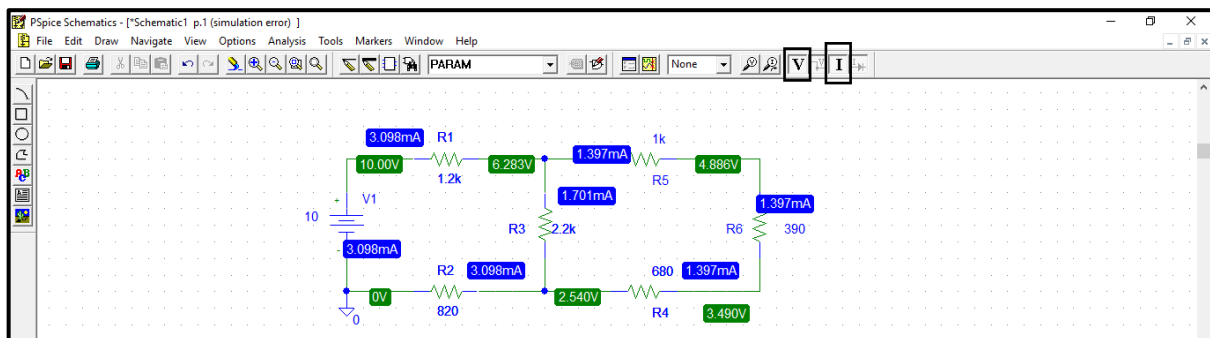 PSpice Schematics - [*Schematic1 p.1 (simulation error) ]
File Edit Draw Navigate View Options Analysis Tools Markers Window Help
PARAM None V I
3.098mA R1 1k
10.00V 6.283V 1.397mA 4.886V
1.2k R5
+ V1 1.701mA 1.397mA
10 R3 2.2k R6 390
- 3.098mA
R2 3.098mA 680 1.397mA
0V 2.540V
0 820 R4 3.490V